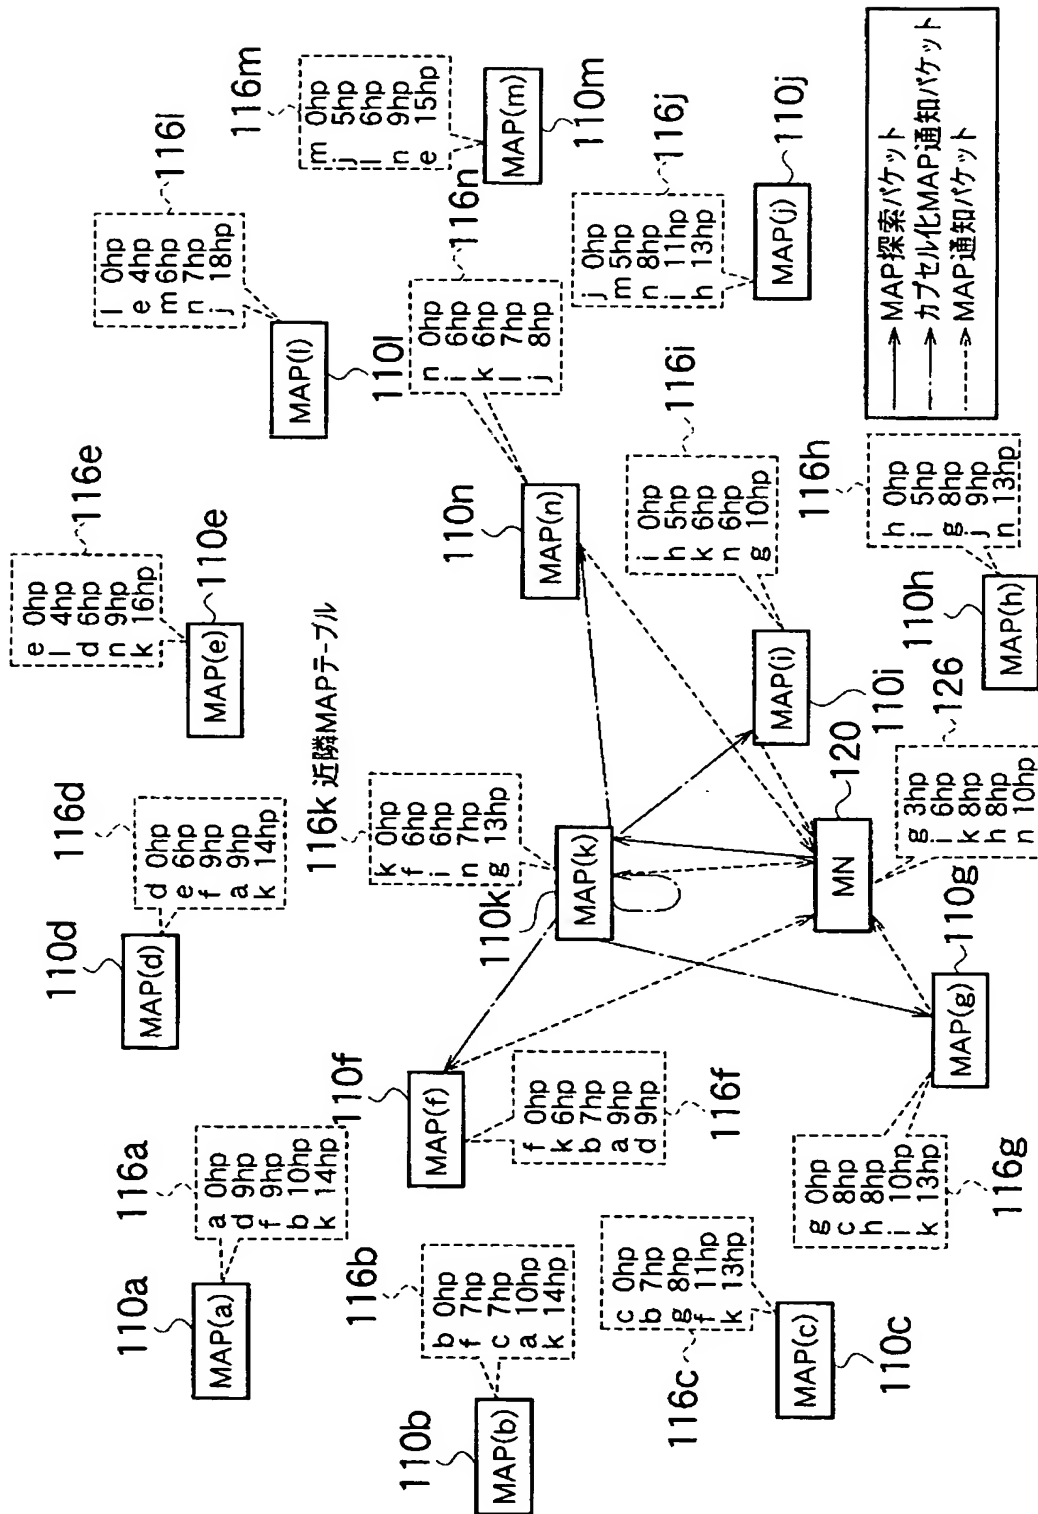 110a
MAP(a)
116a
a 0hp
d 9hp
f 9hp
b 10hp
k 14hp
110d
MAP(d)
116d
d 0hp
e 6hp
f 9hp
a 9hp
k 14hp
116e
e 0hp
l 4hp
d 6hp
n 9hp
k 16hp
MAP(e)
110e
116l
l 0hp
e 4hp
m 6hp
n 7hp
j 18hp
MAP(l)
110l
116m
m 0hp
j 5hp
l 6hp
n 9hp
e 15hp
MAP(m)
110m
110b
MAP(b)
116b
b 0hp
f 7hp
c 7hp
a 10hp
k 14hp
110f
MAP(f)
f 0hp
k 6hp
b 7hp
a 9hp
d 9hp
116f
116k 近隣MAPテーブル
k 0hp
f 6hp
i 6hp
n 7hp
g 13hp
110k
MAP(k)
116n
n 0hp
i 6hp
k 6hp
l 7hp
j 8hp
110n
MAP(n)
116j
j 0hp
m 5hp
n 8hp
i 11hp
h 13hp
MAP(j)
110j
116i
i 0hp
h 5hp
k 6hp
n 6hp
g 10hp
MAP(i)
110i
116c
c 0hp
b 7hp
g 8hp
f 11hp
k 13hp
MAP(c)
110c
116g
g 0hp
c 8hp
h 8hp
i 10hp
k 13hp
MAP(g)
110g
MN
120
126
g 3hp
i 6hp
k 8hp
h 8hp
n 10hp
116h
h 0hp
i 5hp
g 8hp
j 9hp
n 13hp
110h
MAP(h)
MAP探索パケット
カプセル化MAP通知パケット
MAP通知パケット